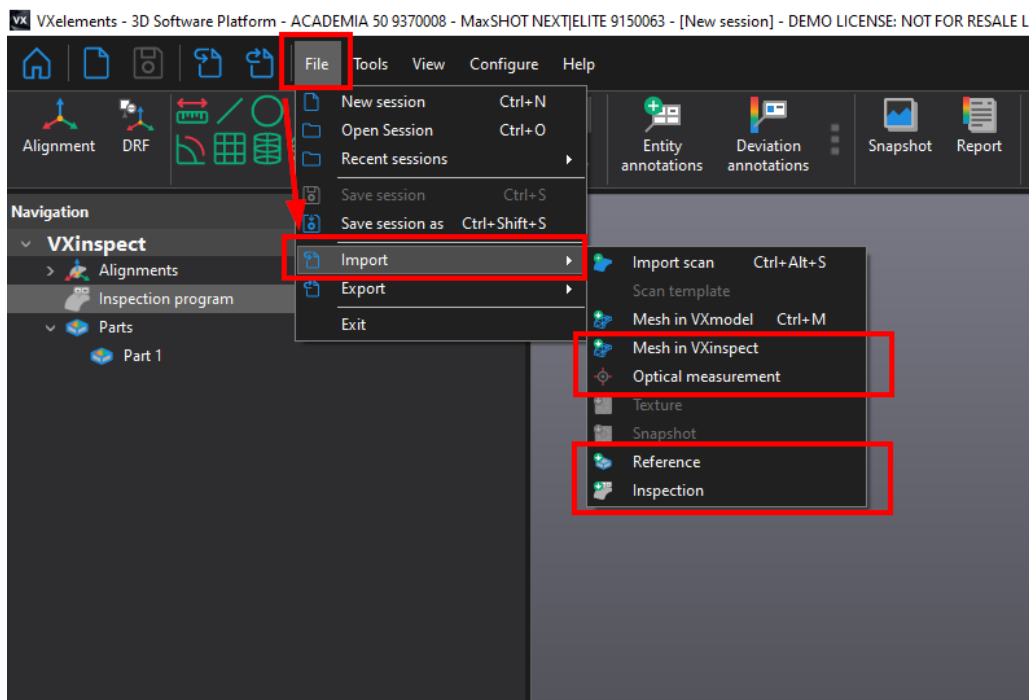 VXelements - 3D Software Platform - ACADEMIA 50 9370008 - MaxSHOT NEXT|ELITE 9150063 - [New session] - DEMO LICENSE: NOT FOR RESALE L
File Tools View Configure Help
Alignment DRF
Entity annotations
Deviation annotations
Snapshot Report
New session Ctrl+N
Open Session Ctrl+O
Recent sessions
Save session Ctrl+S
Save session as Ctrl+Shift+S
Import
Export
Exit
Navigation
VXinspect
Alignments
Inspection program
Parts
Part 1
Import scan Ctrl+Alt+S
Scan template
Mesh in VXmodel Ctrl+M
Mesh in VXinspect
Optical measurement
Texture
Snapshot
Reference
Inspection